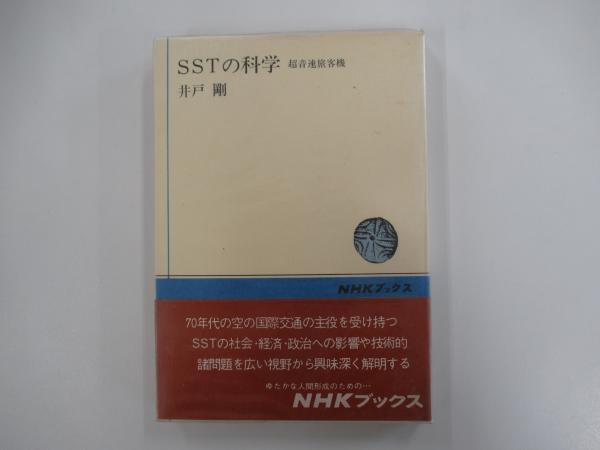 SSTの科学 超音速旅客機
井戸 剛
NHKブックス
70年代の空の国際交通の主役を受け持つ
SSTの社会・経済・政治への影響や技術的
諸問題を広い視野から興味深く解明する
ゆたかな人間形成のための…
NHKブックス